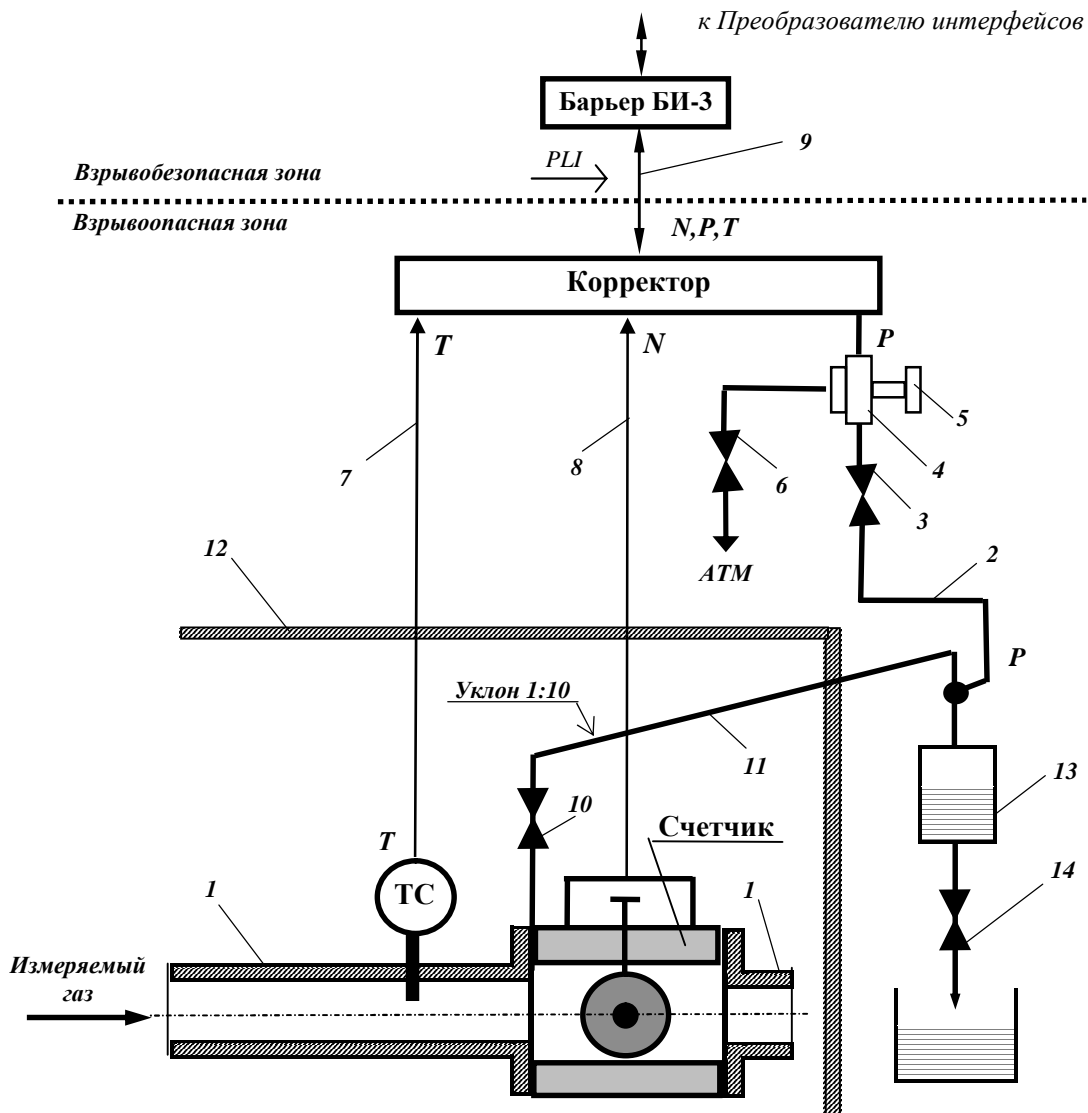 к Преобразователю интерфейсов
Барьер БИ-3
9
PLI
Взрывобезопасная зона
Взрывоопасная зона
N,P,T
Корректор
T
N
P
5
7
8
6
4
3
12
АТМ
2
P
Уклон 1:10
11
13
10
Счетчик
T
1
ТС
1
14
Измеряемый
газ